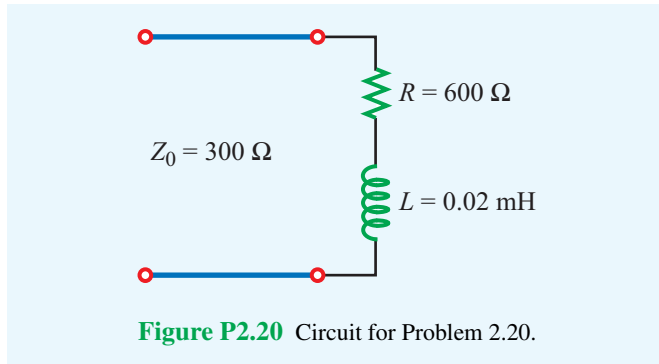 R = 600 Ω
Z₀ = 300 Ω
L = 0.02 mH
Figure P2.20 Circuit for Problem 2.20.